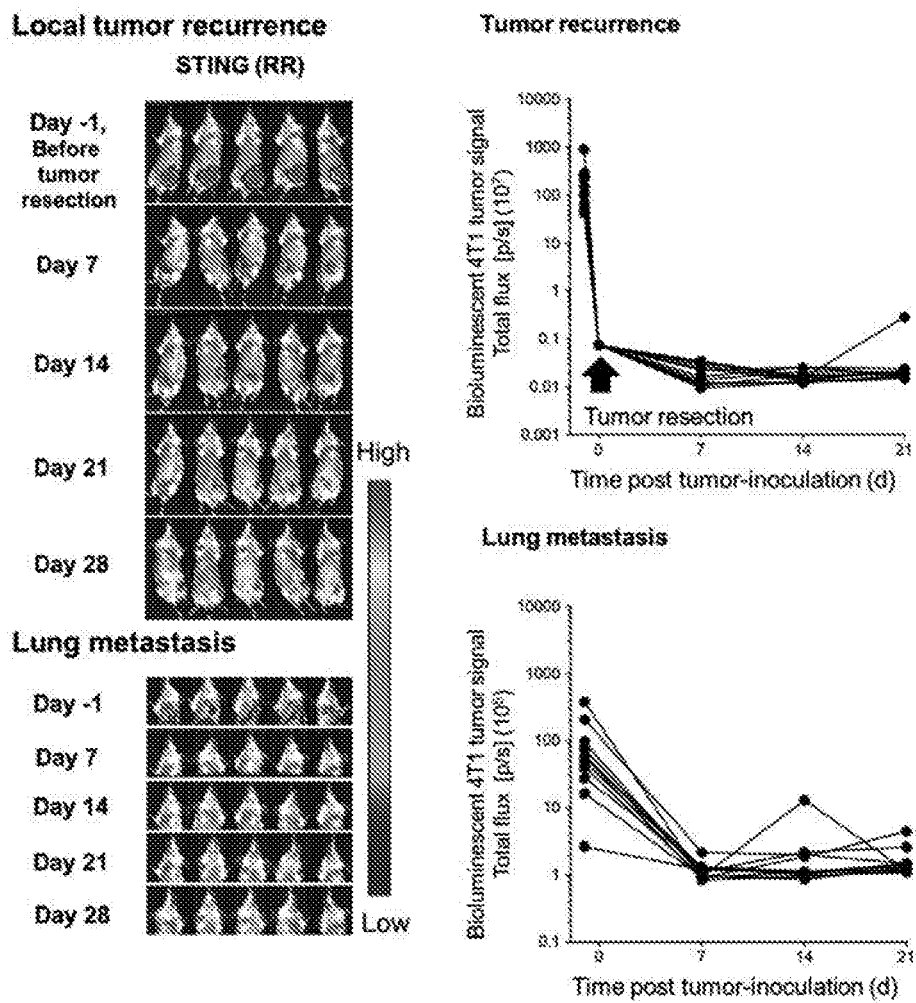 Local tumor recurrence
STING (RR)
Day -1,
Before
tumor
resection
Day 7
Day 14
Day 21
Day 28
High
Low
Lung metastasis
Day -1
Day 7
Day 14
Day 21
Day 28
Tumor recurrence
Bioluminescent 4T1 tumor signal
Total flux [p/s] (10⁷)
10000
1000
100
10
1
0.1
0.01
0.001
Tumor resection
0 7 14 21
Time post tumor-inoculation (d)
Lung metastasis
Bioluminescent 4T1 tumor signal
Total flux [p/s]
10000
1000
100
10
1
0.1
0 7 14 21
Time post tumor-inoculation (d)